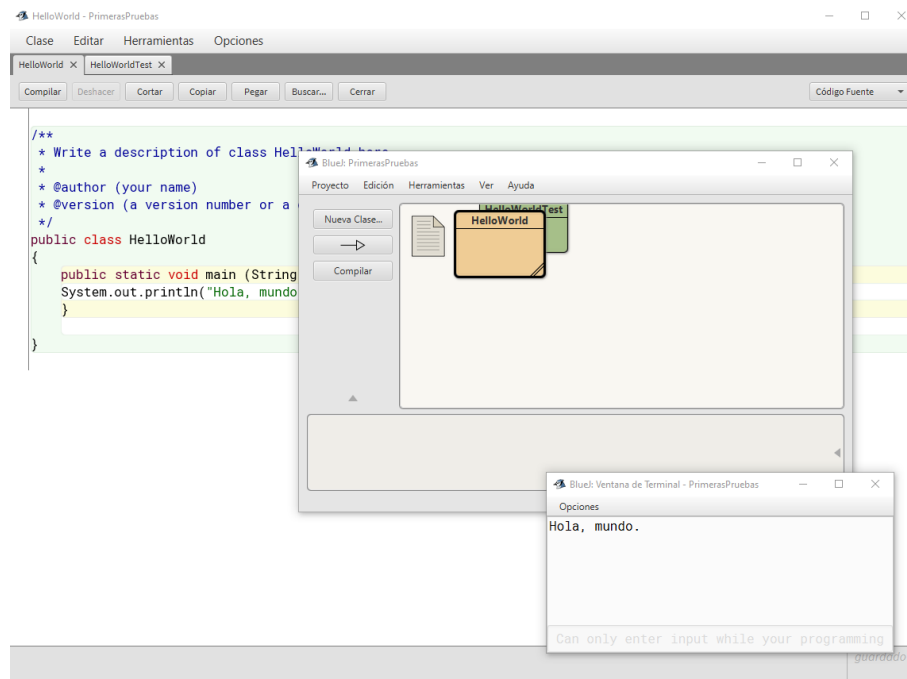 HelloWorld - PrimerasPruebas
Clase Editar Herramientas Opciones
HelloWorld X HelloWorldTest X
Compilar Deshacer Cortar Copiar Pegar Buscar... Cerrar Código Fuente
/**
* Write a description of class HelloWorld here
*
* @author (your name)
* @version (a version number or a
*/
public class HelloWorld
{
public static void main (String
System.out.println("Hola, mundo
}
}
BlueJ: PrimerasPruebas
Proyecto Edición Herramientas Ver Ayuda
Nueva Clase...
Compilar
HelloWorldTest
HelloWorld
BlueJ: Ventana de Terminal - PrimerasPruebas
Opciones
Hola, mundo.
Can only enter input while your programming
guardado